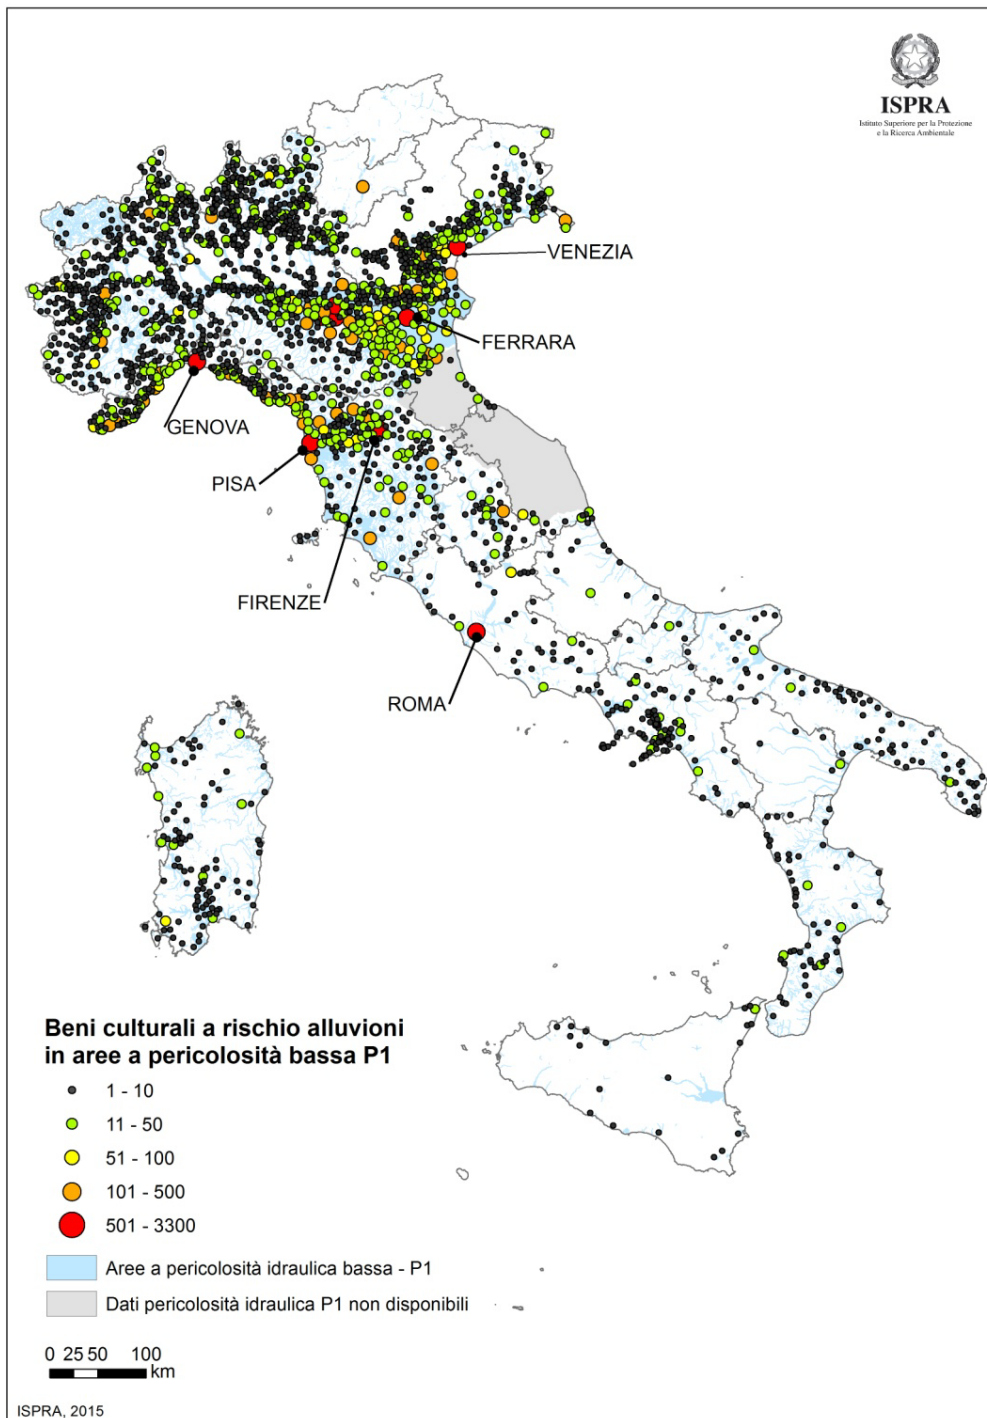 ISPRA
Istituto Superiore per la Protezione
e la Ricerca Ambientale
VENEZIA
FERRARA
GENOVA
PISA
FIRENZE
ROMA
Beni culturali a rischio alluvioni
in aree a pericolosità bassa P1
1 - 10
11 - 50
51 - 100
101 - 500
501 - 3300
Aree a pericolosità idraulica bassa - P1
Dati pericolosità idraulica P1 non disponibili
0 25 50 100
km
ISPRA, 2015